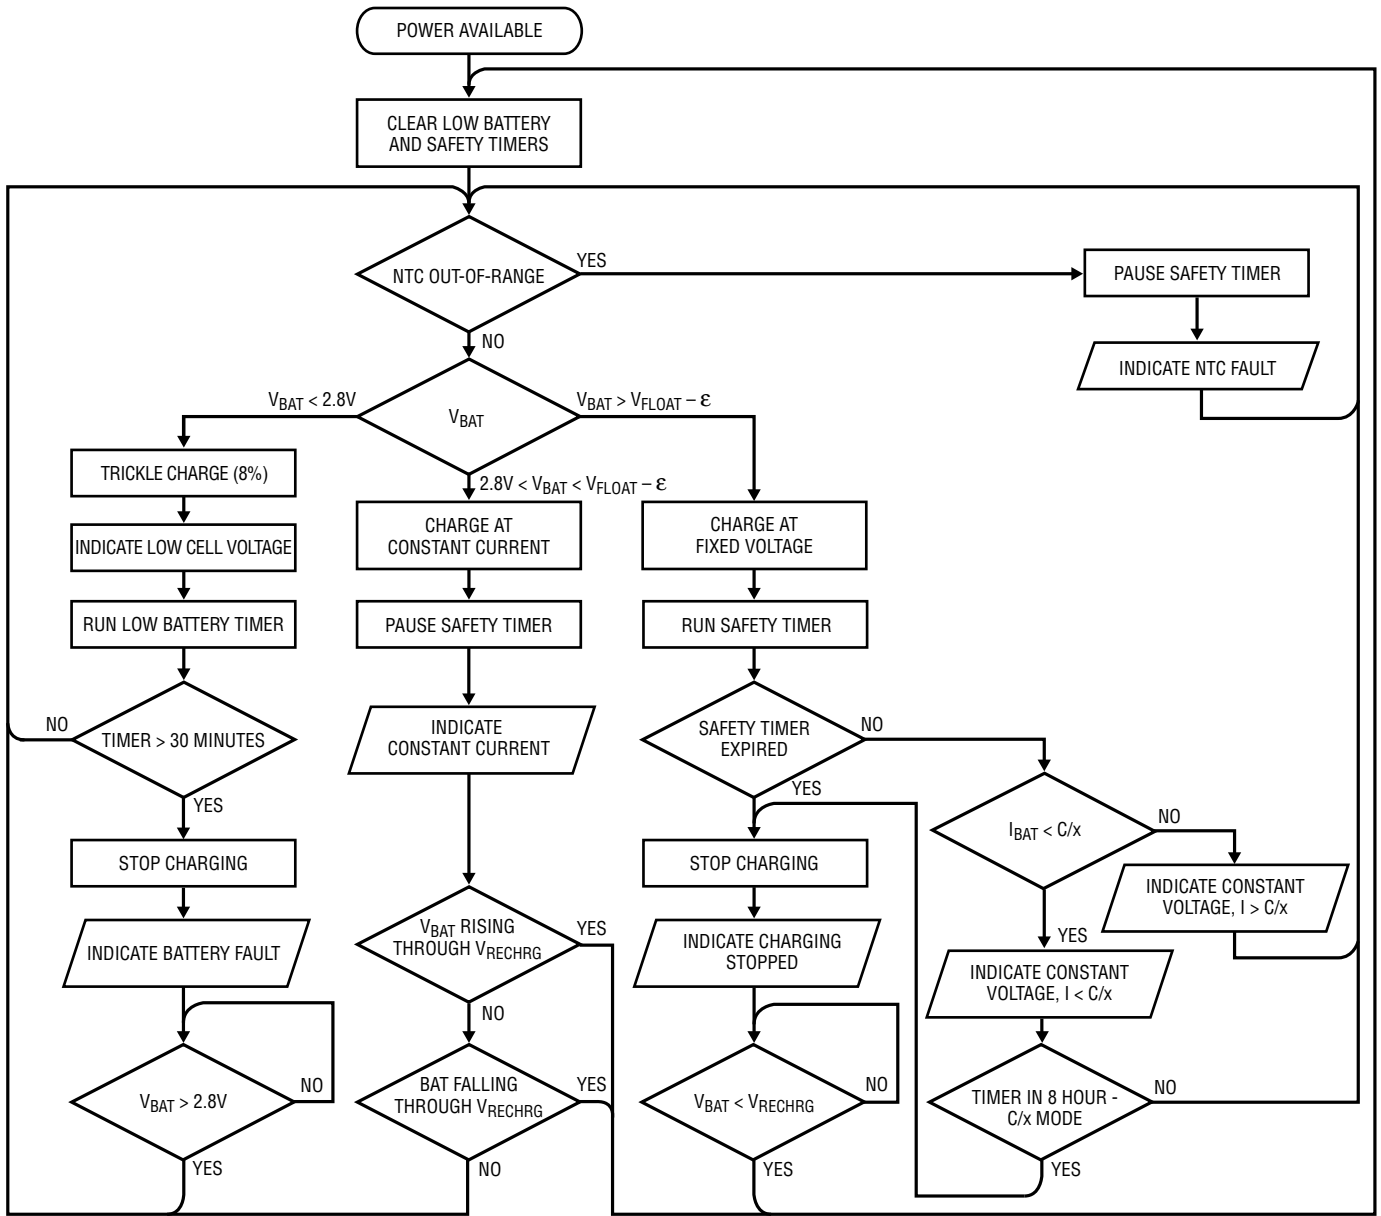 POWER AVAILABLE
CLEAR LOW BATTERY
AND SAFETY TIMERS
NTC OUT-OF-RANGE
YES
NO
PAUSE SAFETY TIMER
INDICATE NTC FAULT
VBAT
VBAT < 2.8V
VBAT > VFLOAT – ε
2.8V < VBAT < VFLOAT – ε
TRICKLE CHARGE (8%)
INDICATE LOW CELL VOLTAGE
RUN LOW BATTERY TIMER
TIMER > 30 MINUTES
NO
YES
STOP CHARGING
INDICATE BATTERY FAULT
VBAT > 2.8V
NO
YES
CHARGE AT
CONSTANT CURRENT
PAUSE SAFETY TIMER
INDICATE
CONSTANT CURRENT
VBAT RISING
THROUGH VRECHRG
YES
NO
BAT FALLING
THROUGH VRECHRG
YES
NO
CHARGE AT
FIXED VOLTAGE
RUN SAFETY TIMER
SAFETY TIMER
EXPIRED
NO
YES
STOP CHARGING
INDICATE CHARGING
STOPPED
VBAT < VRECHRG
NO
YES
IBAT < C/x
NO
YES
INDICATE CONSTANT
VOLTAGE, I > C/x
INDICATE CONSTANT
VOLTAGE, I < C/x
TIMER IN 8 HOUR -
C/x MODE
NO
YES